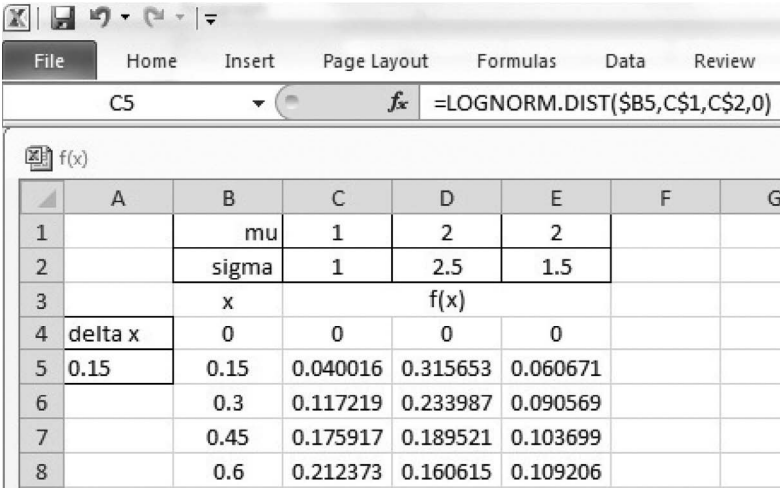 File Home Insert Page Layout Formulas Data Review
C5 fx =LOGNORM.DIST($B5,C$1,C$2,0)
f(x)
A B C D E F G
1 mu 1 2 2
2 sigma 1 2.5 1.5
3 x f(x)
4 delta x 0 0 0 0
5 0.15 0.15 0.040016 0.315653 0.060671
6 0.3 0.117219 0.233987 0.090569
7 0.45 0.175917 0.189521 0.103699
8 0.6 0.212373 0.160615 0.109206